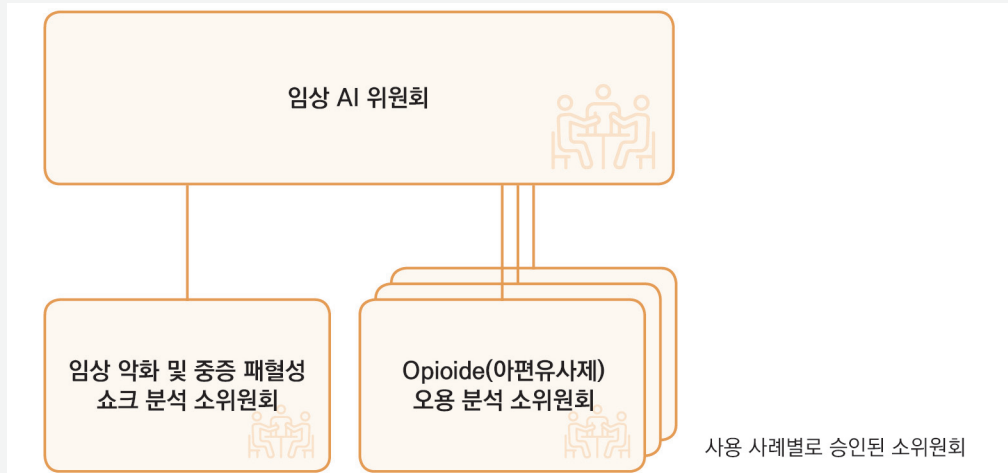 임상 AI 위원회
임상 악화 및 중증 패혈성
쇼크 분석 소위원회
Opioide(아편유사제)
오용 분석 소위원회
사용 사례별로 승인된 소위원회